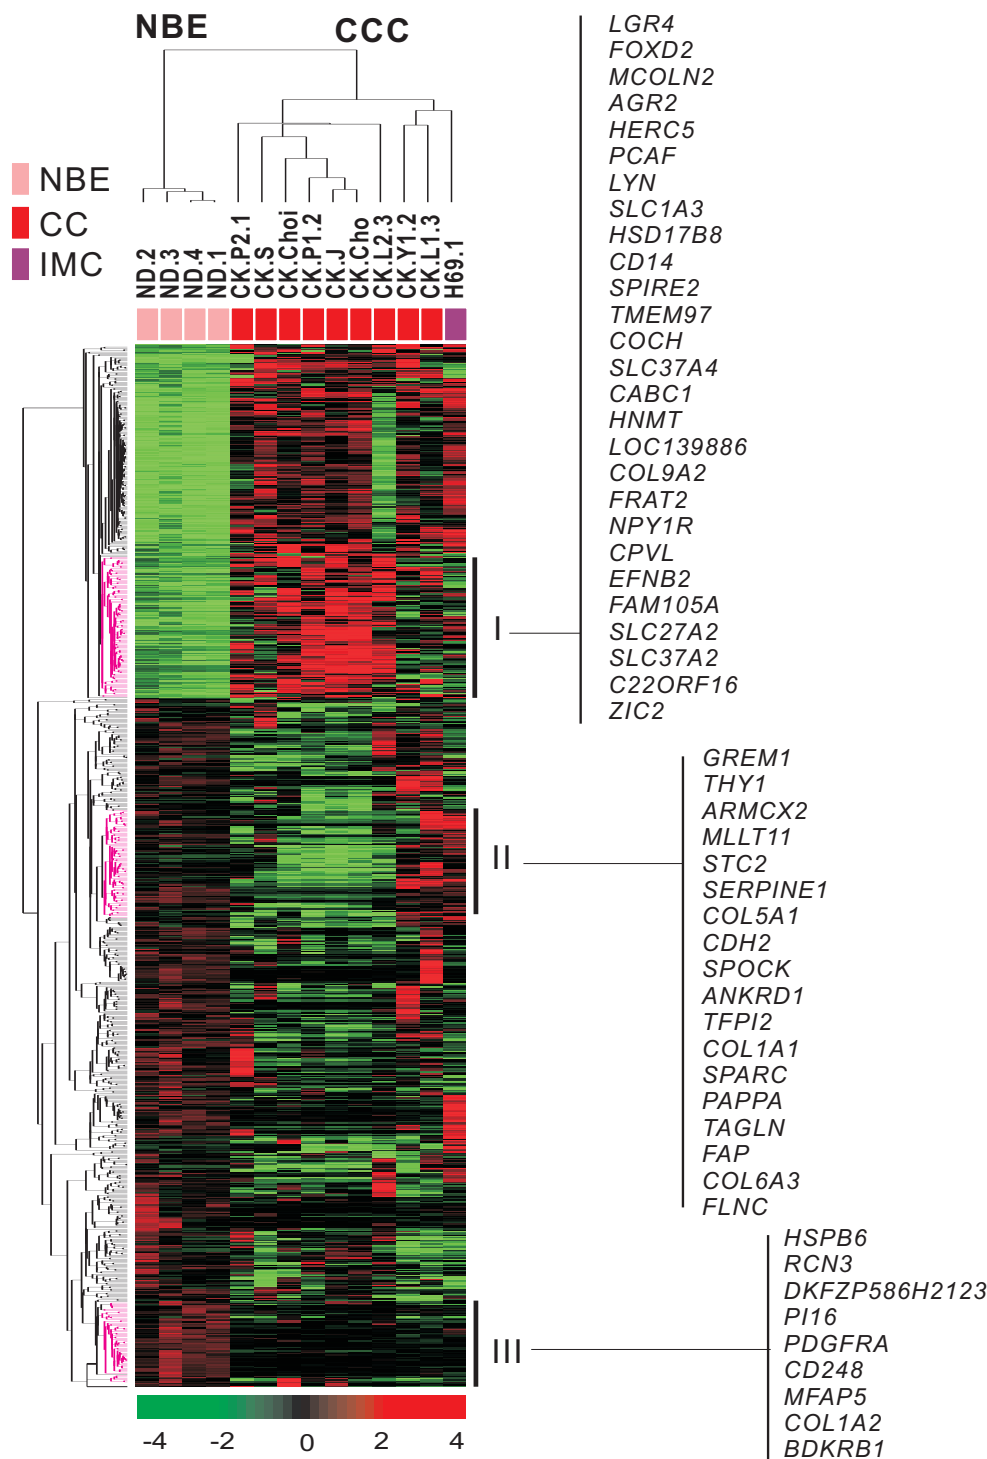 NBE CCC
NBE
CC
IMC
ND.2
ND.3
ND.4
ND.1
CK.P2.1
CK.S
CK.Choi
CK.P1.2
CK.J
CK.Cho
CK.L2.3
CK.Y1.2
CK.L1.3
H69.1
I
LGR4
FOXD2
MCOLN2
AGR2
HERC5
PCAF
LYN
SLC1A3
HSD17B8
CD14
SPIRE2
TMEM97
COCH
SLC37A4
CABC1
HNMT
LOC139886
COL9A2
FRAT2
NPY1R
CPVL
EFNB2
FAM105A
SLC27A2
SLC37A2
C22ORF16
ZIC2
II
GREM1
THY1
ARMCX2
MLLT11
STC2
SERPINE1
COL5A1
CDH2
SPOCK
ANKRD1
TFPI2
COL1A1
SPARC
PAPPA
TAGLN
FAP
COL6A3
FLNC
III
HSPB6
RCN3
DKFZP586H2123
PI16
PDGFRA
CD248
MFAP5
COL1A2
BDKRB1
-4 -2 0 2 4